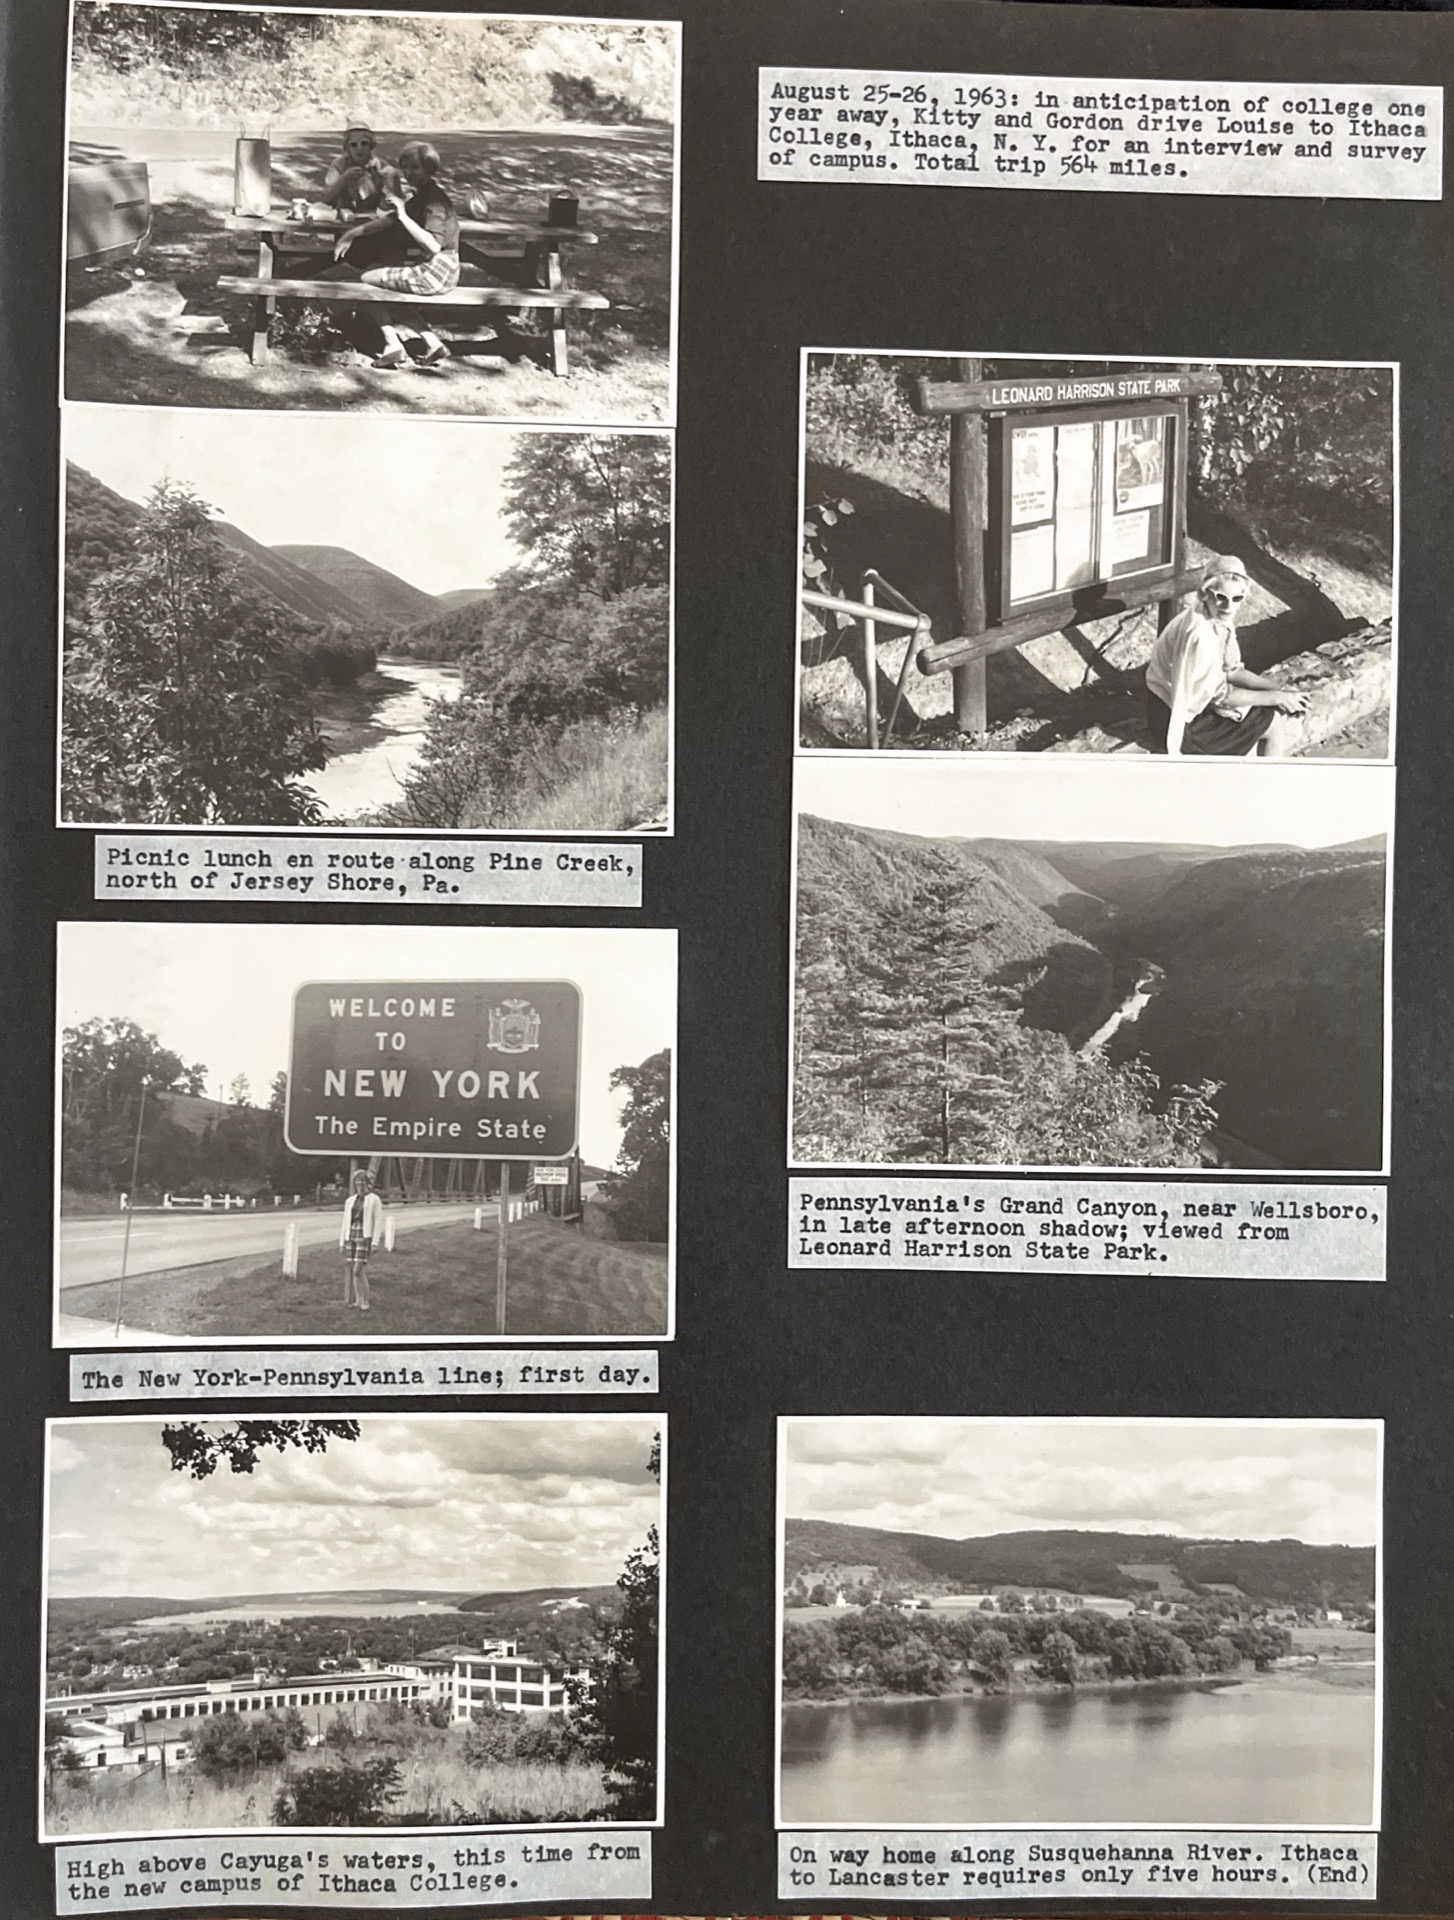 August 25-26, 1963: in anticipation of college one
year away, Kitty and Gordon drive Louise to Ithaca
College, Ithaca, N. Y. for an interview and survey
of campus. Total trip 564 miles.
LEONARD HARRISON STATE PARK
Picnic lunch en route along Pine Creek,
north of Jersey Shore, Pa.
WELCOME
TO
NEW YORK
The Empire State
Pennsylvania's Grand Canyon, near Wellsboro,
in late afternoon shadow; viewed from
Leonard Harrison State Park.
The New York-Pennsylvania line; first day.
High above Cayuga's waters, this time from
the new campus of Ithaca College.
On way home along Susquehanna River. Ithaca
to Lancaster requires only five hours. (End)